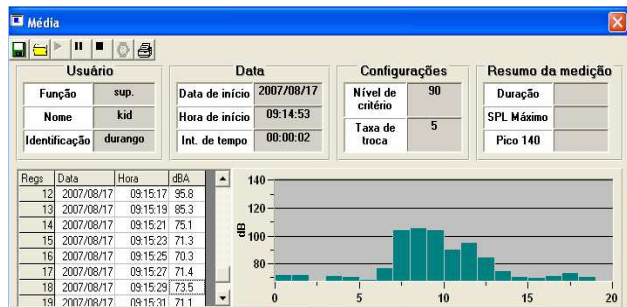 Média
Usuário
Função sup.
Nome kid
Identificação durango
Data
Data de início 2007/08/17
Hora de início 09:14:53
Int. de tempo 00:00:02
Configurações
Nível de critério 90
Taxa de troca 5
Resumo da medição
Duração
SPL Máximo
Pico 140
Regs Data Hora dBA
12 2007/08/17 09:15:17 95.8
13 2007/08/17 09:15:19 85.3
14 2007/08/17 09:15:21 75.1
15 2007/08/17 09:15:23 71.3
16 2007/08/17 09:15:25 70.3
17 2007/08/17 09:15:27 71.4
18 2007/08/17 09:15:29 73.5
19 2007/08/17 09:15:31 71.1
dB
140
120
100
80
0 5 10 15 20